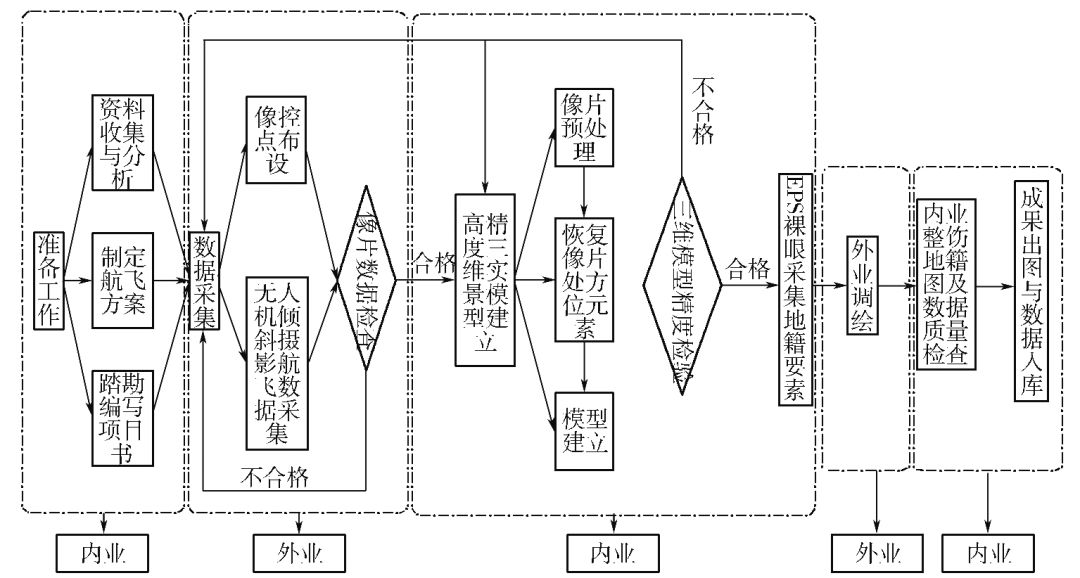 准备工作
资料
收集
与分
析
制定
航飞
方案
踏勘
编写
项日
书
数据采集
像控
点布
设
无人
机倾
斜摄
影航
飞数
据采
集
像片数据检合
不合格
合格
高精
度三
维实
景模
型建
立
像片
预处
理
恢复
像片
处方
位元
素
模型
建立
三维模型精度检验
不合格
合格
EPS裸眼采集地籍要素
外业调绘
内业
整饬
地籍
图及
数据
质量
检查
成果出图与数据入库
内业
外业
内业
外业
内业